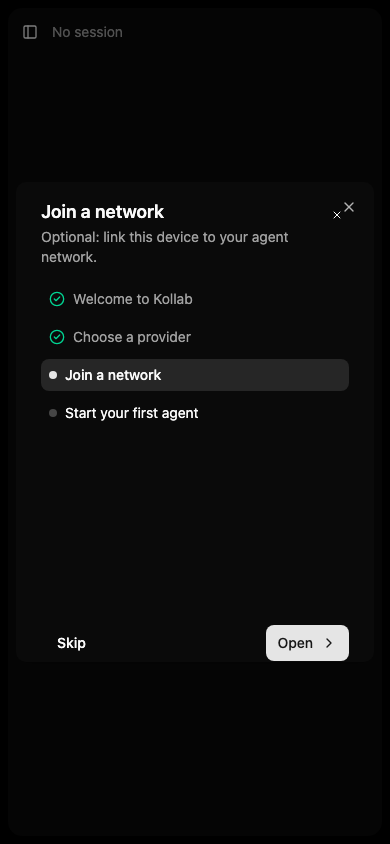 No session
Join a network
Optional: link this device to your agent
network.
Welcome to Kollab
Choose a provider
Join a network
Start your first agent
Skip
Open